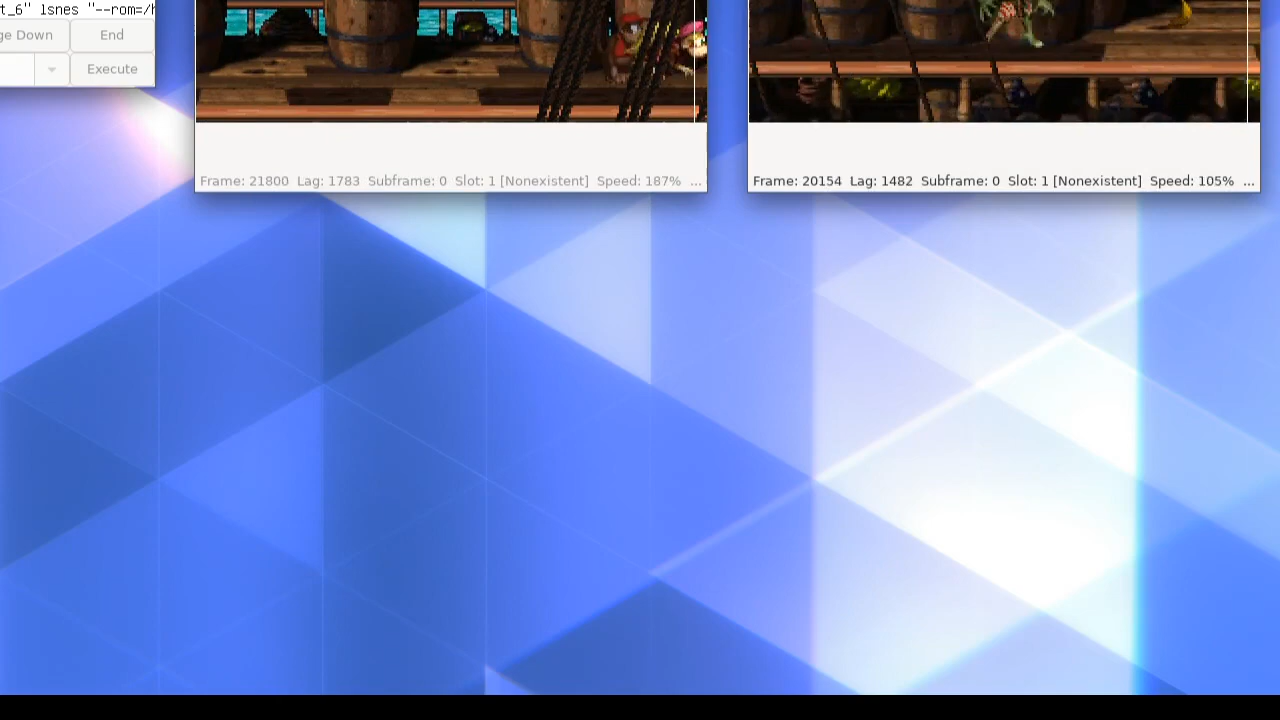 t_6" lsnes "--rom=/h
ge Down End
Execute
Frame: 21800 Lag: 1783 Subframe: 0 Slot: 1 [Nonexistent] Speed: 187% ...
Frame: 20154 Lag: 1482 Subframe: 0 Slot: 1 [Nonexistent] Speed: 105% ...